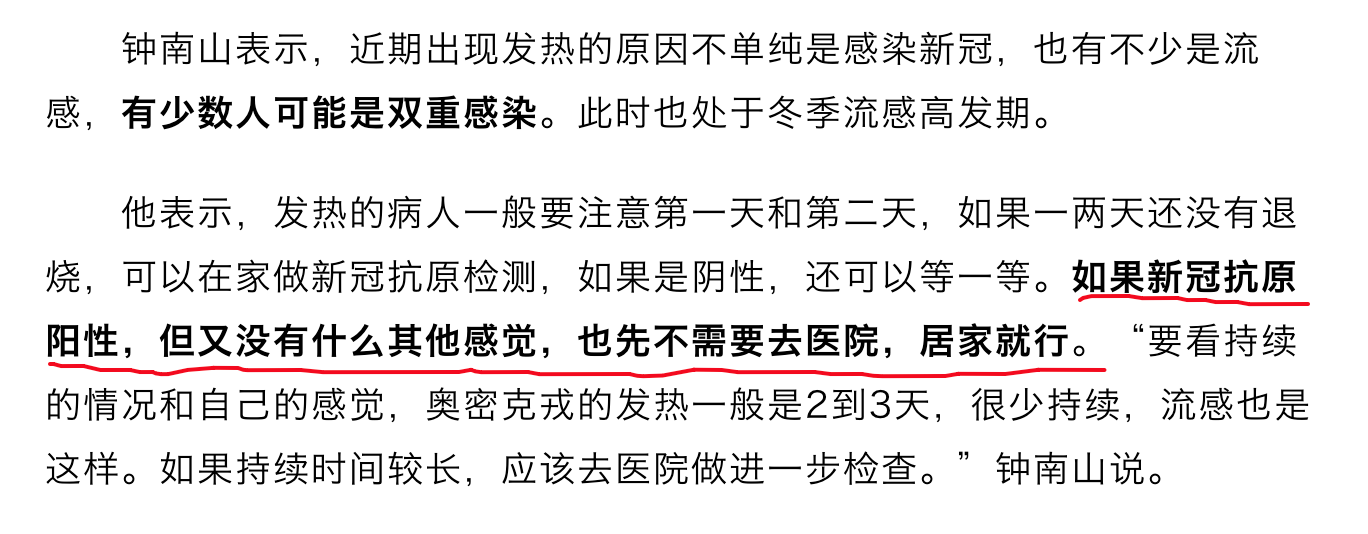 钟南山表示，近期出现发热的原因不单纯是感染新冠，也有不少是流
感，有少数人可能是双重感染。此时也处于冬季流感高发期。
他表示，发热的病人一般要注意第一天和第二天，如果一两天还没有退
烧，可以在家做新冠抗原检测，如果是阴性，还可以等一等。如果新冠抗原
阳性，但又没有什么其他感觉，也先不需要去医院，居家就行。“要看持续
的情况和自己的感觉，奥密克戎的发热一般是2到3天，很少持续，流感也是
这样。如果持续时间较长，应该去医院做进一步检查。”钟南山说。